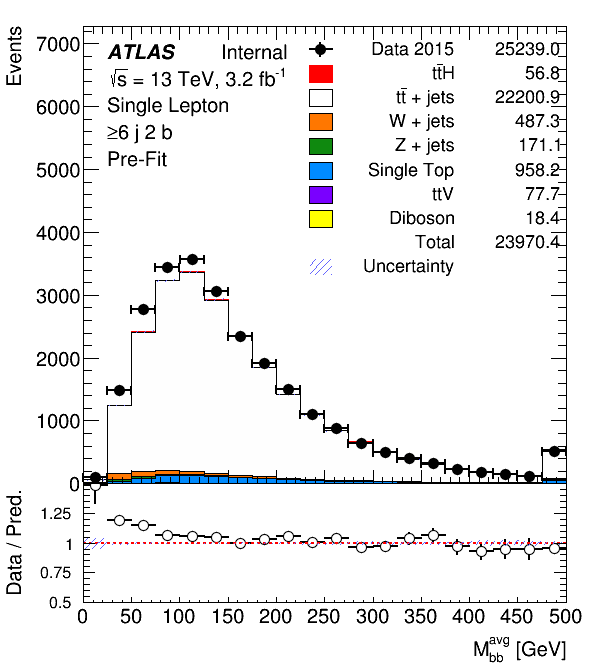 Events
7000
6000
5000
4000
3000
2000
1000
0
ATLAS Internal
√s = 13 TeV, 3.2 fb⁻¹
Single Lepton
≥6 j 2 b
Pre-Fit
Data 2015 25239.0
tt̄H 56.8
tt̄ + jets 22200.9
W + jets 487.3
Z + jets 171.1
Single Top 958.2
ttV 77.7
Diboson 18.4
Total 23970.4
Uncertainty
Data / Pred.
1.25
1
0.75
0.5
0 50 100 150 200 250 300 350 400 450 500
M_bb^avg [GeV]